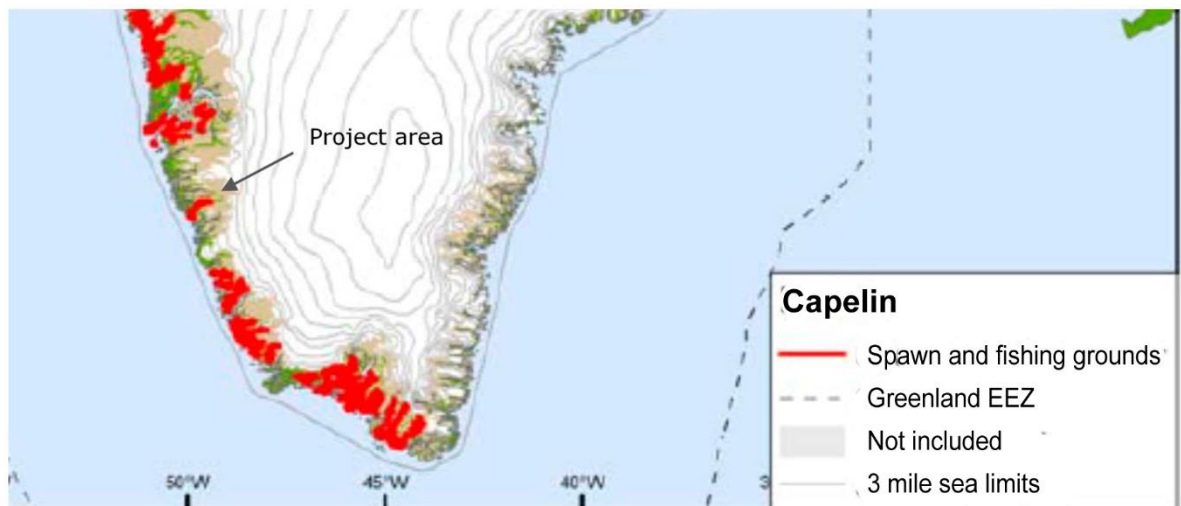 Project area
Capelin
Spawn and fishing grounds
Greenland EEZ
Not included
3 mile sea limits
50°W 45°W 40°W